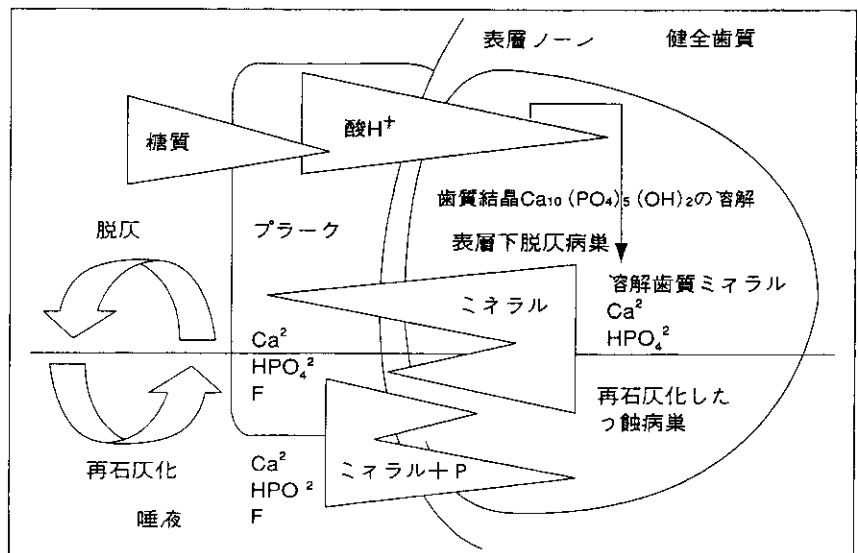 表層ノーン
健全歯質
糖質
酸H⁺
歯質結晶Ca₁₀(PO₄)₅(OH)₂の溶解
脱灰
プラーク
表層下脱灰病巣
ミネラル
溶解歯質ミネラル
Ca²
HPO₄²
Ca²
HPO₄²
F
再石灰化した
う蝕病巣
再石灰化
Ca²
HPO ²
F
ミネラル+P
唾液